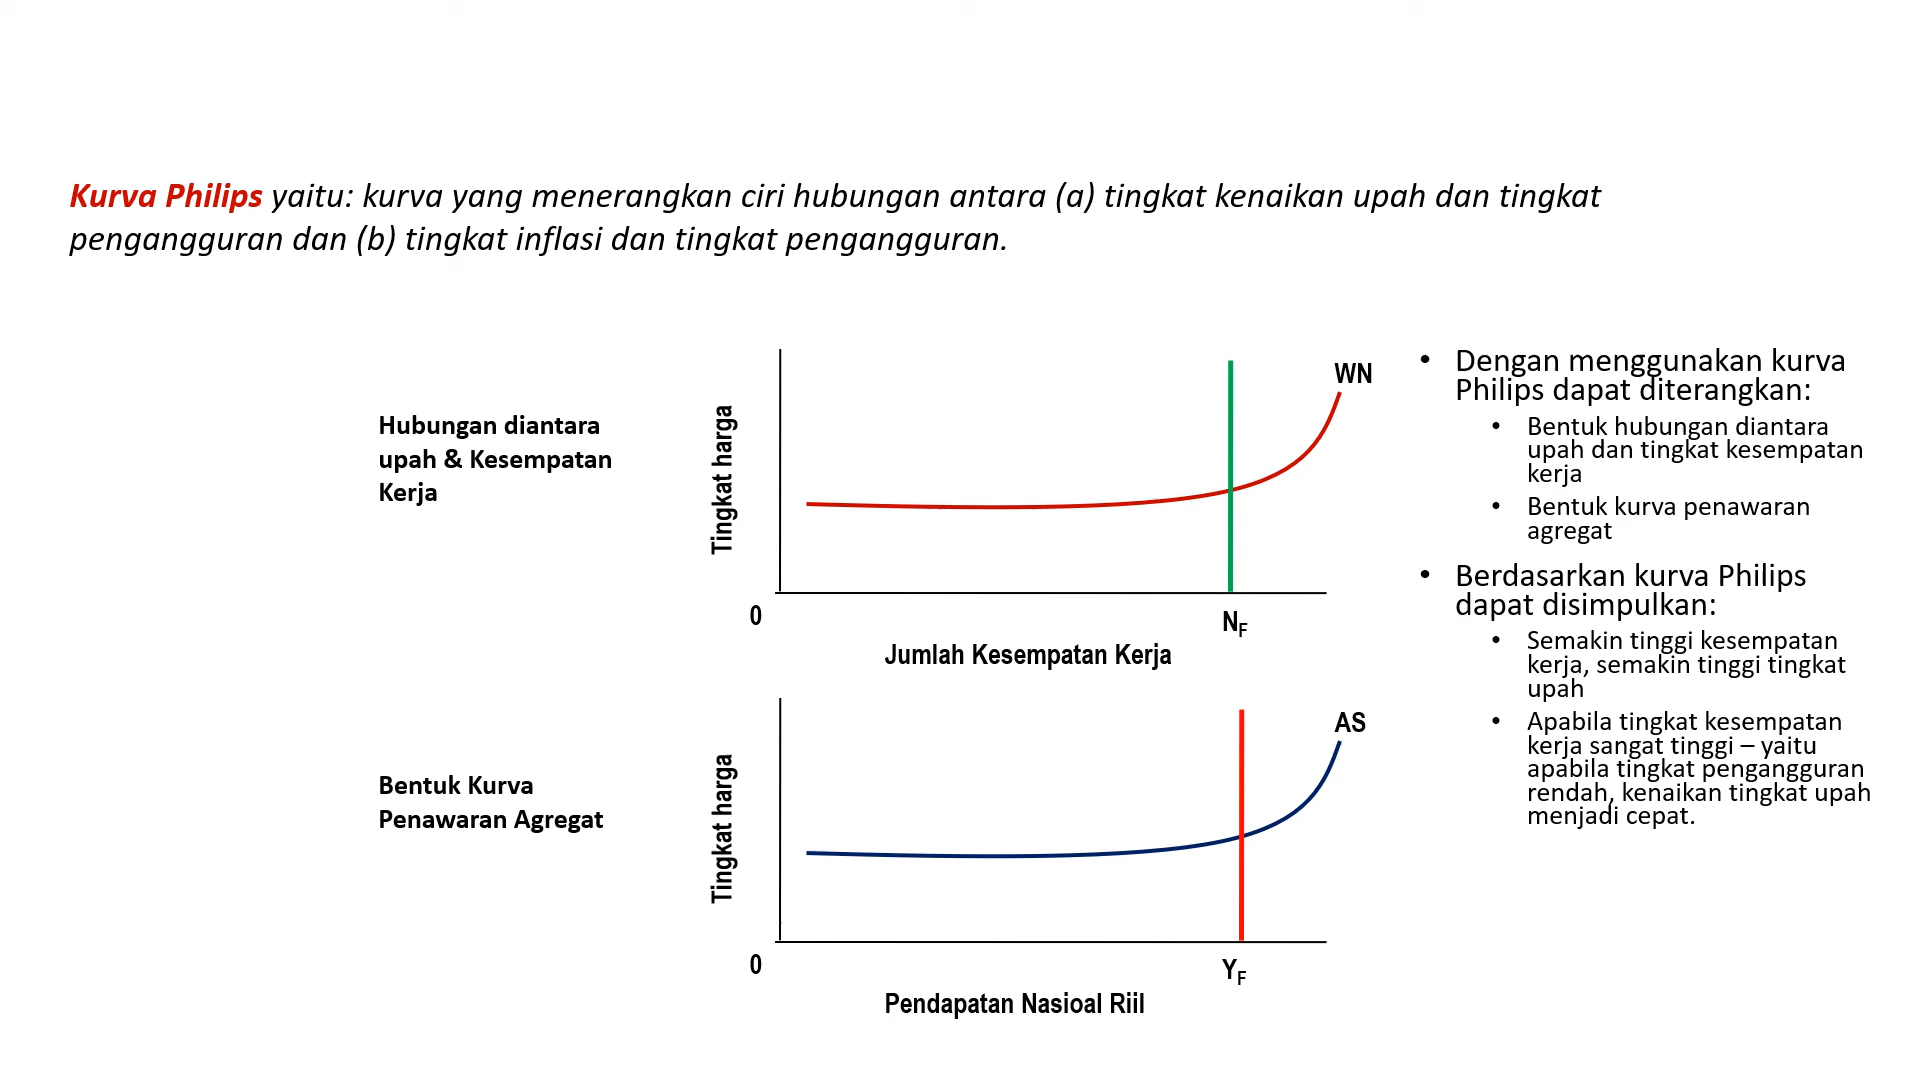 Kurva Philips yaitu: kurva yang menerangkan ciri hubungan antara (a) tingkat kenaikan upah dan tingkat
pengangguran dan (b) tingkat inflasi dan tingkat pengangguran.
Hubungan diantara
upah & Kesempatan
Kerja
Tingkat harga
WN
0
NF
Jumlah Kesempatan Kerja
Bentuk Kurva
Penawaran Agregat
Tingkat harga
AS
0
YF
Pendapatan Nasioal Riil
• Dengan menggunakan kurva
Philips dapat diterangkan:
• Bentuk hubungan diantara
upah dan tingkat kesempatan
kerja
• Bentuk kurva penawaran
agregat
• Berdasarkan kurva Philips
dapat disimpulkan:
• Semakin tinggi kesempatan
kerja, semakin tinggi tingkat
upah
• Apabila tingkat kesempatan
kerja sangat tinggi – yaitu
apabila tingkat pengangguran
rendah, kenaikan tingkat upah
menjadi cepat.